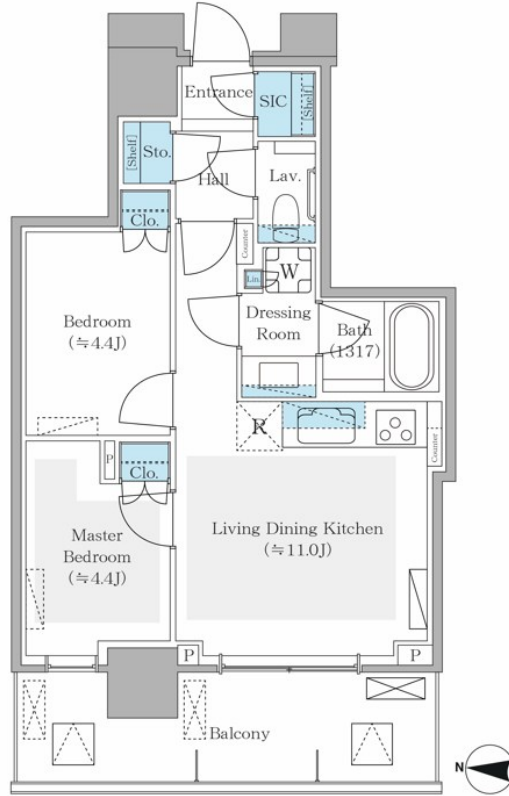 Entrance
SIC
[Shelf]
[Shelf]
Sto.
Hall
Lav.
Clo.
Counter
Lin.
W
Bedroom
(≒4.4J)
Dressing
Room
Bath
(1317)
R
Counter
P
Clo.
Master
Bedroom
(≒4.4J)
Living Dining Kitchen
(≒11.0J)
P
P
Balcony
N